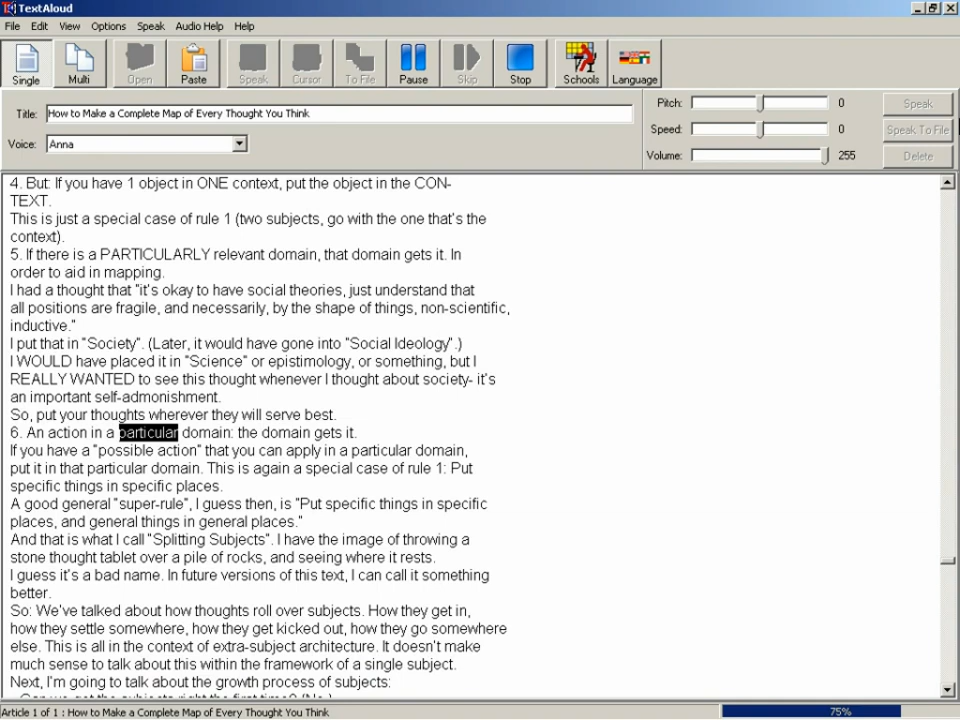 TextAloud
File Edit View Options Speak Audio Help Help
Single Multi Open Paste Speak Cursor To File Pause Skip Stop Schools Language
Title: How to Make a Complete Map of Every Thought You Think
Voice: Anna
Pitch: 0 Speak
Speed: 0 Speak To File
Volume: 255 Delete
4. But: If you have 1 object in ONE context, put the object in the CON-
TEXT.
This is just a special case of rule 1 (two subjects, go with the one that's the
context).
5. If there is a PARTICULARLY relevant domain, that domain gets it. In
order to aid in mapping.
I had a thought that "it's okay to have social theories, just understand that
all positions are fragile, and necessarily, by the shape of things, non-scientific,
inductive."
I put that in "Society". (Later, it would have gone into "Social Ideology".)
I WOULD have placed it in "Science" or epistimology, or something, but I
REALLY WANTED to see this thought whenever I thought about society- it's
an important self-admonishment.
So, put your thoughts wherever they will serve best.
6. An action in a particular domain: the domain gets it.
If you have a "possible action" that you can apply in a particular domain,
put it in that particular domain. This is again a special case of rule 1: Put
specific things in specific places.
A good general "super-rule", I guess then, is "Put specific things in specific
places, and general things in general places."
And that is what I call "Splitting Subjects". I have the image of throwing a
stone thought tablet over a pile of rocks, and seeing where it rests.
I guess it's a bad name. In future versions of this text, I can call it something
better.
So: We've talked about how thoughts roll over subjects. How they get in,
how they settle somewhere, how they get kicked out, how they go somewhere
else. This is all in the context of extra-subject architecture. It doesn't make
much sense to talk about this within the framework of a single subject.
Next, I'm going to talk about the growth process of subjects:
Article 1 of 1 : How to Make a Complete Map of Every Thought You Think 75%